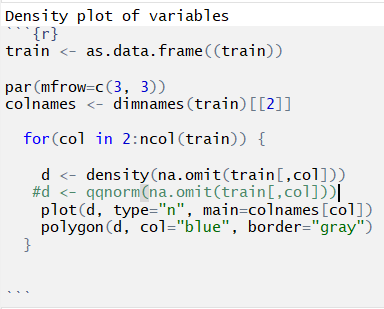 Density plot of variables
```{r}
train <- as.data.frame((train))
par(mfrow=c(3, 3))
colnames <- dimnames(train)[[2]]
for(col in 2:ncol(train)) {
d <- density(na.omit(train[,col]))
#d <- qqnorm(na.omit(train[,col]))
plot(d, type="n", main=colnames[col])
polygon(d, col="blue", border="gray")
}
```